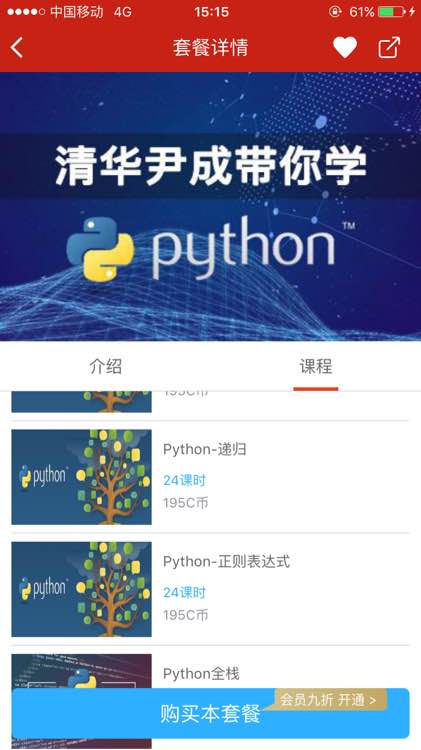 中国移动 4G 15:15 61%
套餐详情
清华尹成带你学
python™
介绍 课程
195C币
python
Python-递归
24课时
195C币
python
Python-正则表达式
24课时
195C币
Python全栈
会员九折 开通 >
购买本套餐